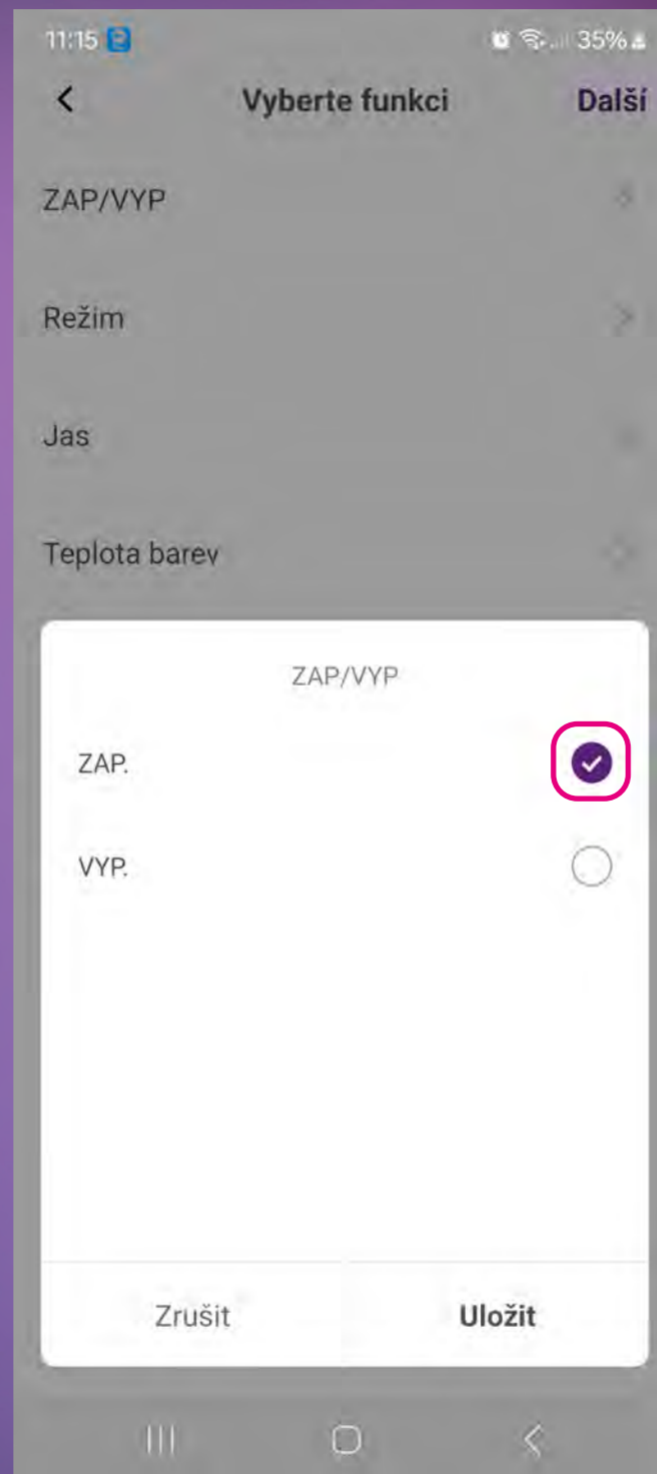 11:15 35%
Vyberte funkci Další
ZAP/VYP
Režim
Jas
Teplota barev
ZAP/VYP
ZAP.
VYP.
Zrušit Uložit